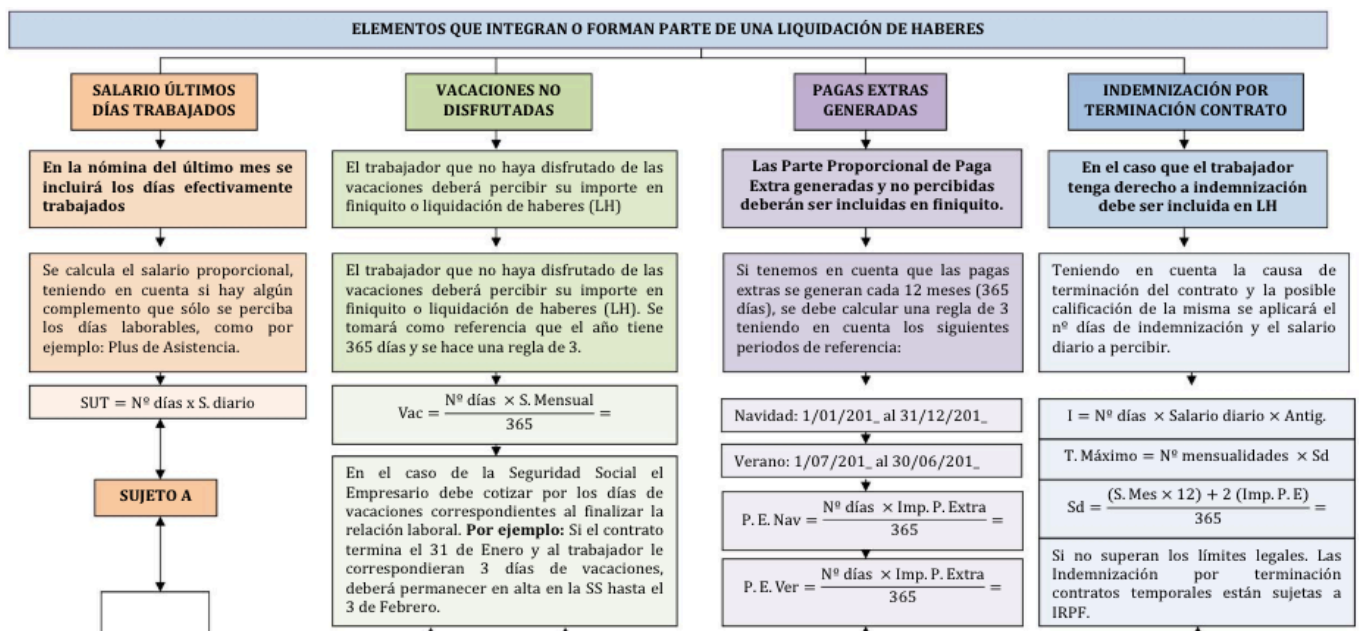 ELEMENTOS QUE INTEGRAN O FORMAN PARTE DE UNA LIQUIDACIÓN DE HABERES
SALARIO ÚLTIMOS
DÍAS TRABAJADOS
En la nómina del último mes se
incluirá los días efectivamente
trabajados
Se calcula el salario proporcional,
teniendo en cuenta si hay algún
complemento que sólo se perciba
los días laborables, como por
ejemplo: Plus de Asistencia.
SUT = Nº días x S. diario
SUJETO A
VACACIONES NO
DISFRUTADAS
El trabajador que no haya disfrutado de las
vacaciones deberá percibir su importe en
finiquito o liquidación de haberes (LH)
El trabajador que no haya disfrutado de las
vacaciones deberá percibir su importe en
finiquito o liquidación de haberes (LH). Se
tomará como referencia que el año tiene
365 días y se hace una regla de 3.
Vac = Nº días × S. Mensual / 365 =
En el caso de la Seguridad Social el
Empresario debe cotizar por los días de
vacaciones correspondientes al finalizar la
relación laboral. Por ejemplo: Si el contrato
termina el 31 de Enero y al trabajador le
correspondieran 3 días de vacaciones,
deberá permanecer en alta en la SS hasta el
3 de Febrero.
PAGAS EXTRAS
GENERADAS
Las Parte Proporcional de Paga
Extra generadas y no percibidas
deberán ser incluidas en finiquito.
Si tenemos en cuenta que las pagas
extras se generan cada 12 meses (365
días), se debe calcular una regla de 3
teniendo en cuenta los siguientes
periodos de referencia:
Navidad: 1/01/201_ al 31/12/201_
Verano: 1/07/201_ al 30/06/201_
P. E. Nav = Nº días × Imp. P. Extra / 365 =
P. E. Ver = Nº días × Imp. P. Extra / 365 =
INDEMNIZACIÓN POR
TERMINACIÓN CONTRATO
En el caso que el trabajador
tenga derecho a indemnización
debe ser incluida en LH
Teniendo en cuenta la causa de
terminación del contrato y la posible
calificación de la misma se aplicará el
nº días de indemnización y el salario
diario a percibir.
I = Nº días × Salario diario × Antig.
T. Máximo = Nº mensualidades × Sd
Sd = (S. Mes × 12) + 2 (Imp. P. E) / 365 =
Si no superan los límites legales. Las
Indemnización por terminación
contratos temporales están sujetas a
IRPF.